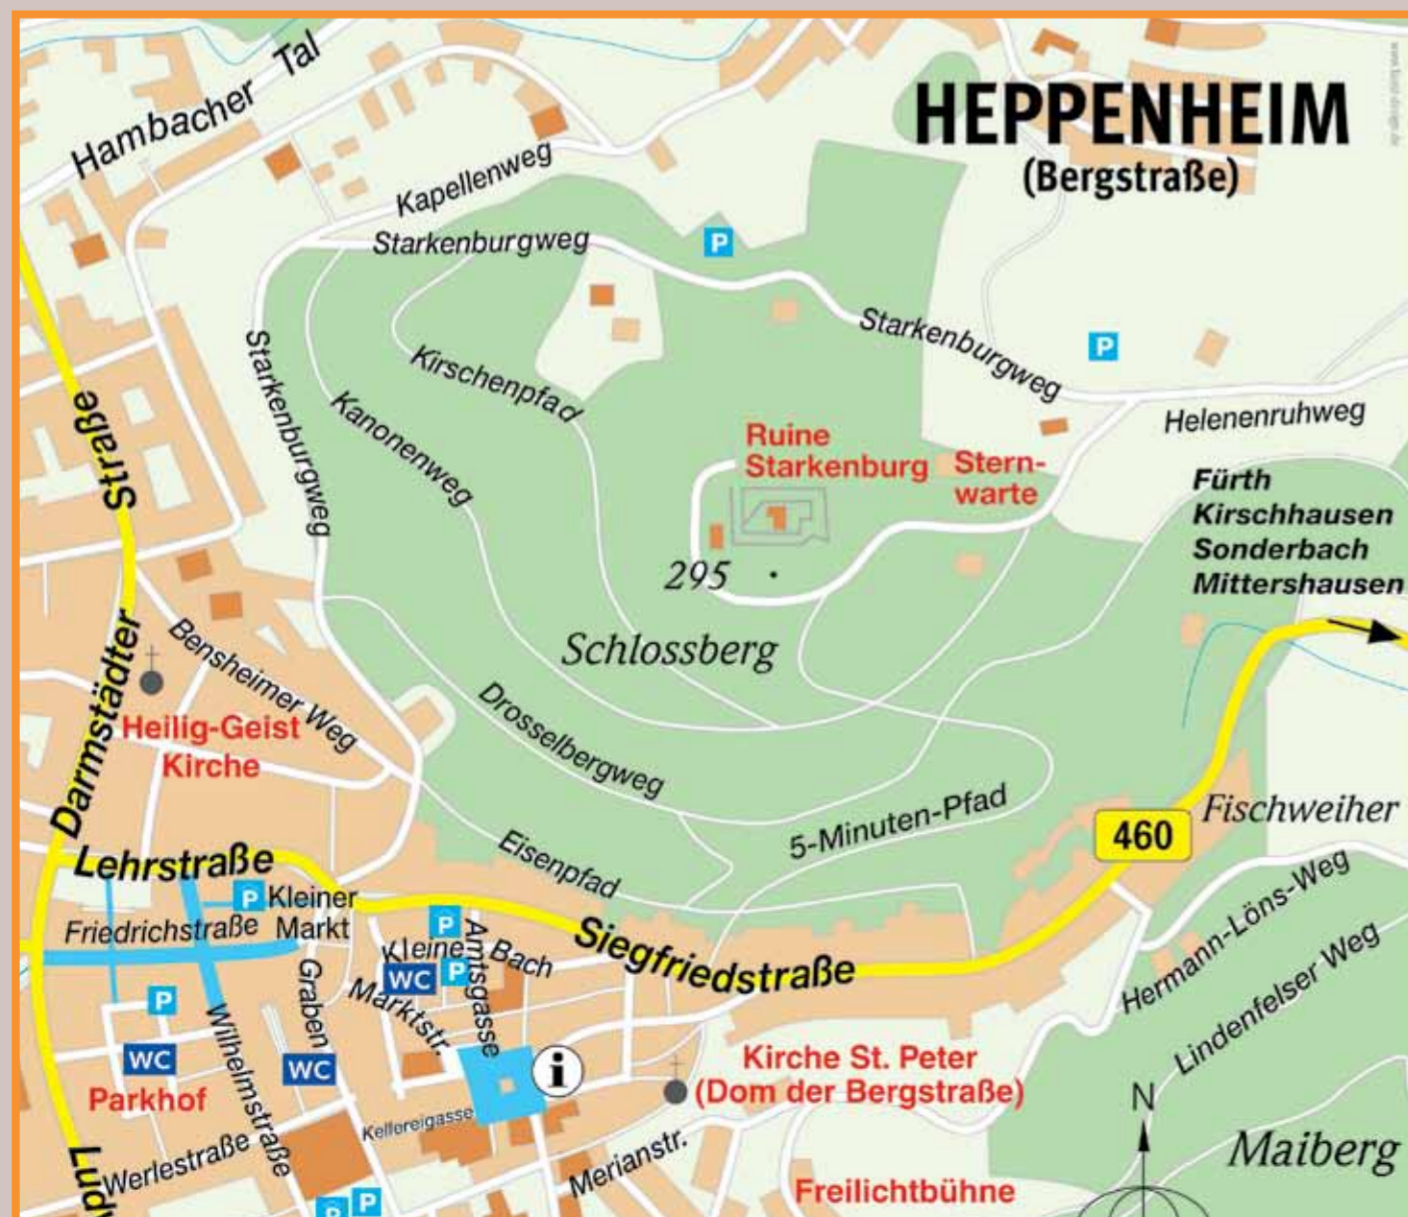 HEPPENHEIM
(Bergstraße)
Hambacher Tal
Kapellenweg
Starkenburgweg
P
Starkenburgweg
P
Helenenruhweg
Starkenburgweg
Kirschenpfad
Kanonenweg
Straße
Ruine
Starkenburg
Stern-
warte
Fürth
Kirschhausen
Sonderbach
Mittershausen
295
Schlossberg
Darmstädter
Bensheimer Weg
Heilig-Geist
Kirche
Drosselbergweg
5-Minuten-Pfad
460
Fischweiher
Lehrstraße
Eisenpfad
P
Kleiner
Markt
Friedrichstraße
P
Kleine
Bach
Amtsgasse
Siegfriedstraße
Hermann-Löns-Weg
Lindenfelser Weg
WC
P
Marktstr.
Graben
P
Wilhelmstraße
WC
WC
Parkhof
i
Kirche St. Peter
(Dom der Bergstraße)
N
Kellereigasse
Werlestraße
Merianstr.
Maiberg
Ludw
P
P
Freilichtbühne